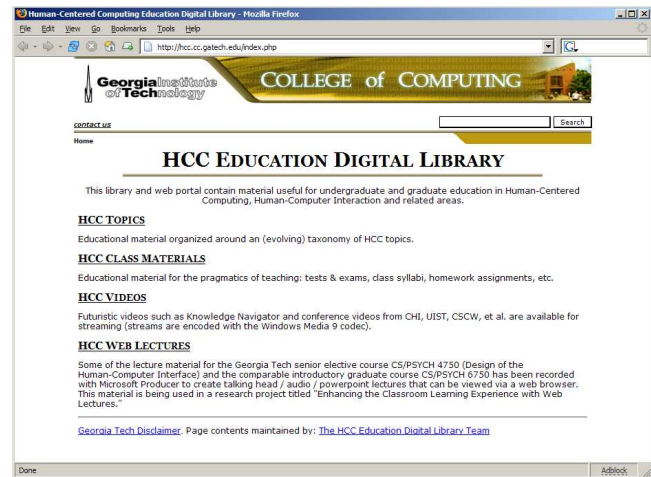 Human-Centered Computing Education Digital Library - Mozilla Firefox
File Edit View Go Bookmarks Tools Help
http://hcc.cc.gatech.edu/index.php
G
GeorgiaInstitute
ofTechnology
COLLEGE of COMPUTING
contact us
Search
Home
HCC EDUCATION DIGITAL LIBRARY
This library and web portal contain material useful for undergraduate and graduate education in Human-Centered
Computing, Human-Computer Interaction and related areas.
HCC TOPICS
Educational material organized around an (evolving) taxonomy of HCC topics.
HCC CLASS MATERIALS
Educational material for the pragmatics of teaching: tests & exams, class syllabi, homework assignments, etc.
HCC VIDEOS
Futuristic videos such as Knowledge Navigator and conference videos from CHI, UIST, CSCW, et al. are available for
streaming (streams are encoded with the Windows Media 9 codec).
HCC WEB LECTURES
Some of the lecture material for the Georgia Tech senior elective course CS/PSYCH 4750 (Design of the
Human-Computer Interface) and the comparable introductory graduate course CS/PSYCH 6750 has been recorded
with Microsoft Producer to create talking head / audio / powerpoint lectures that can be viewed via a web browser.
This material is being used in a research project titled "Enhancing the Classroom Learning Experience with Web
Lectures."
Georgia Tech Disclaimer. Page contents maintained by: The HCC Education Digital Library Team
Done
Adblock